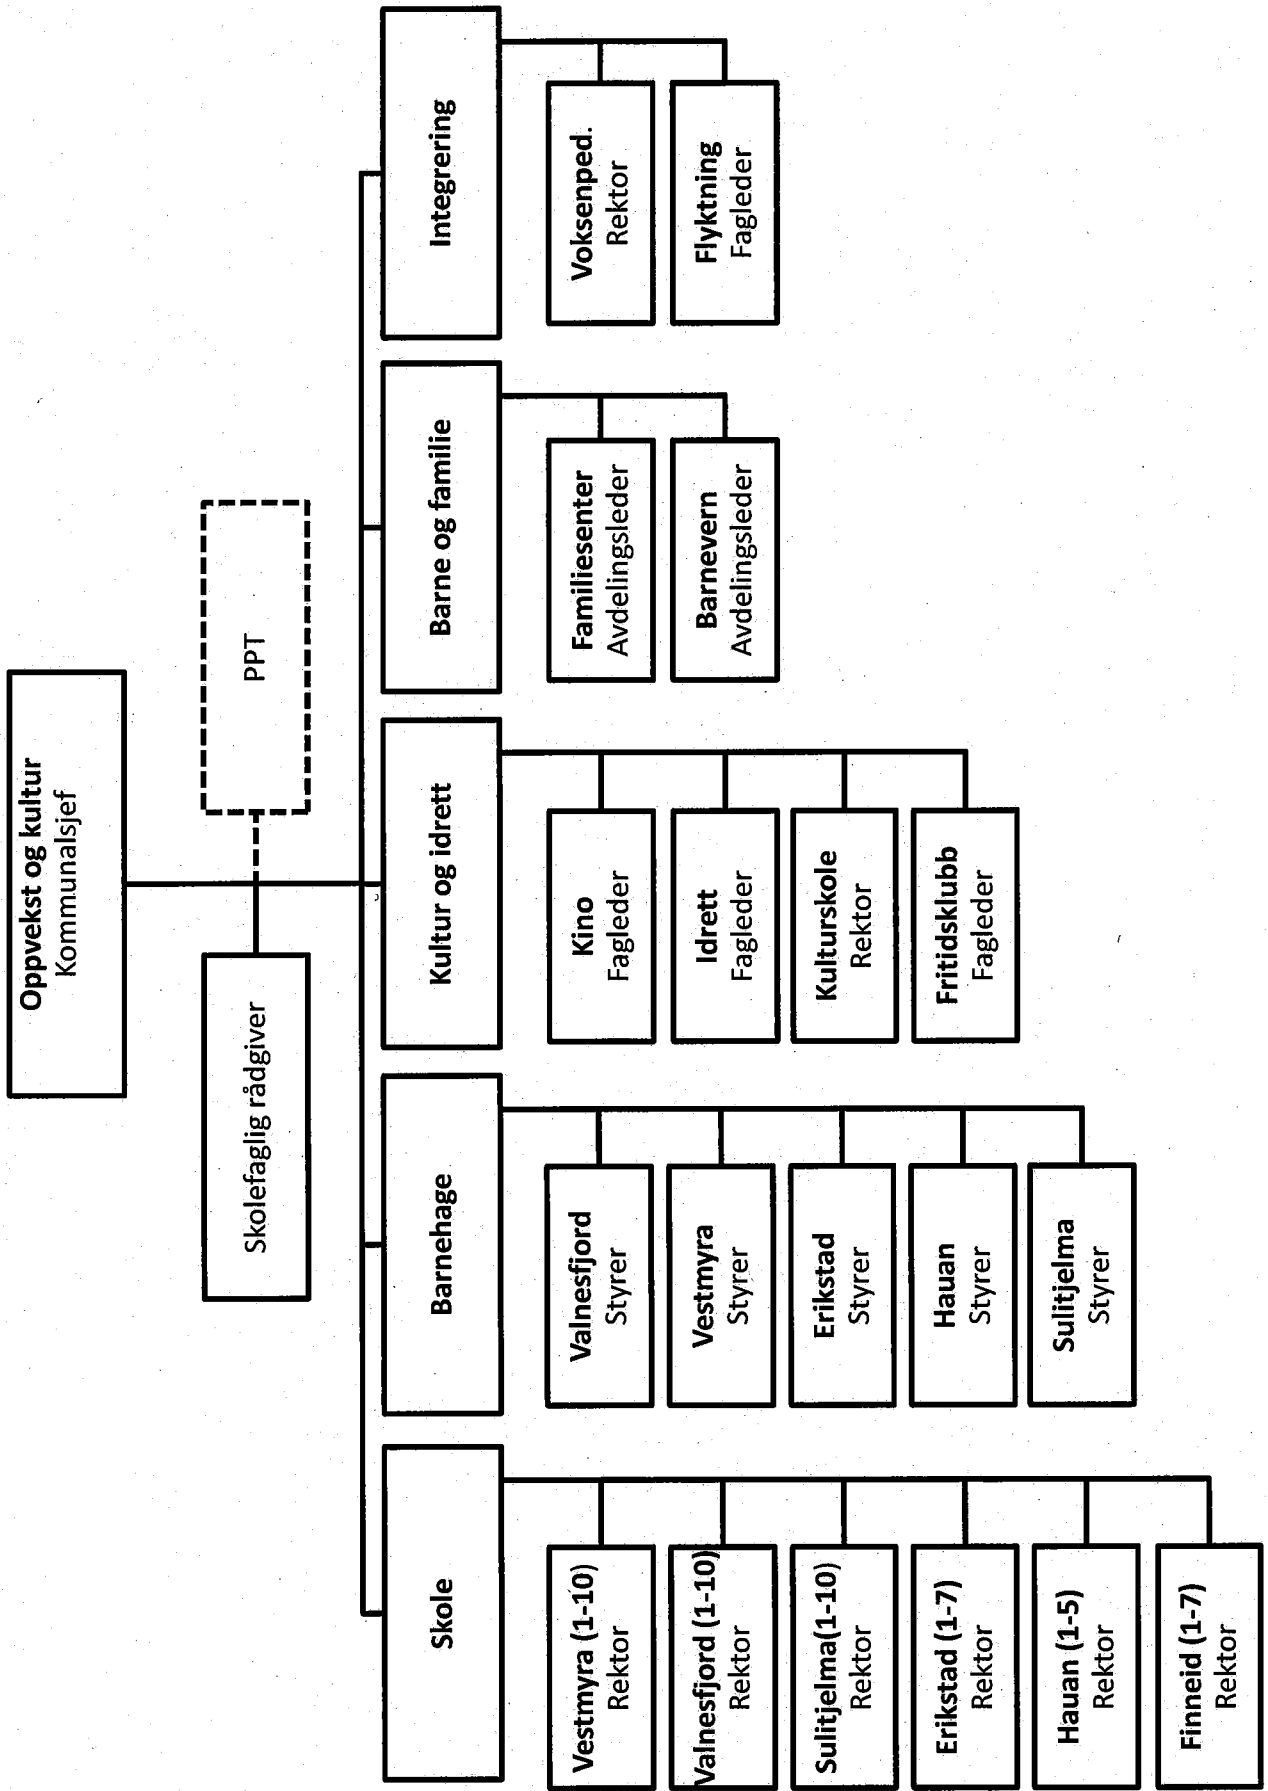 Oppvekst og kultur
Kommunalsjef
Skolefaglig rådgiver
PPT
Skole
Vestmyra (1-10)
Rektor
Valnesfjord (1-10)
Rektor
Sulitjelma(1-10)
Rektor
Erikstad (1-7)
Rektor
Hauan (1-5)
Rektor
Finneid (1-7)
Rektor
Barnehage
Valnesfjord
Styrer
Vestmyra
Styrer
Erikstad
Styrer
Hauan
Styrer
Sulitjelma
Styrer
Kultur og idrett
Kino
Fagleder
Idrett
Fagleder
Kulturskole
Rektor
Fritidsklubb
Fagleder
Barne og familie
Familiesenter
Avdelingsleder
Barnevern
Avdelingsleder
Integrering
Voksenped.
Rektor
Flyktning
Fagleder